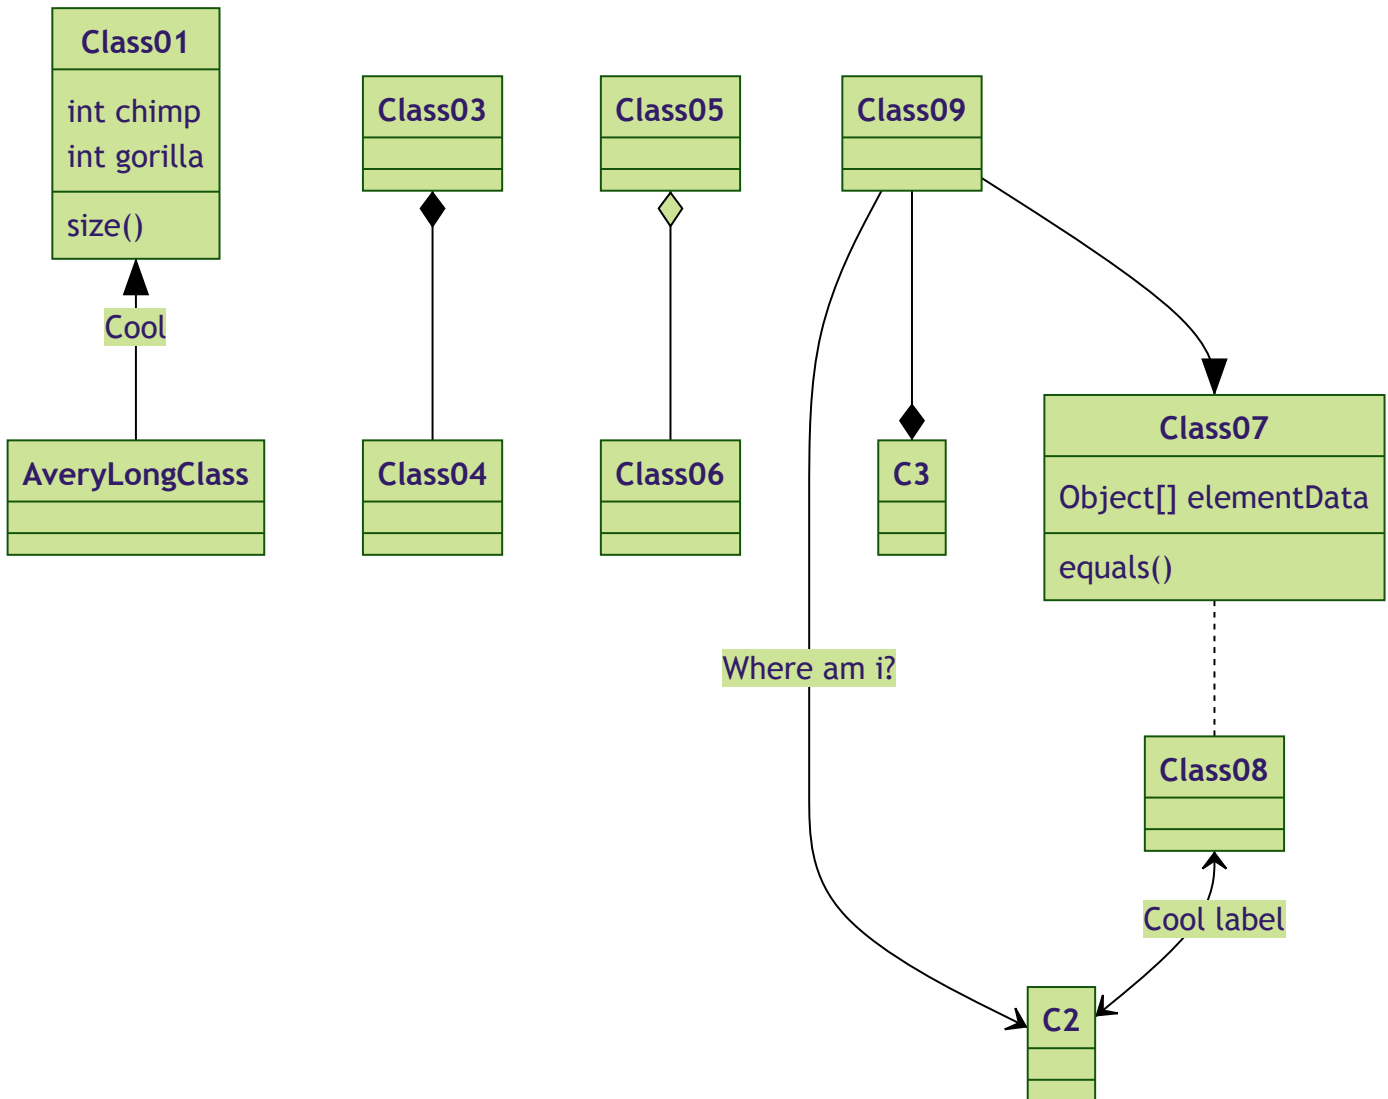 Class01
int chimp
int gorilla
size()
Class03
Class05
Class09
Cool
AveryLongClass
Class04
Class06
C3
Class07
Object[] elementData
equals()
Where am i?
Class08
Cool label
C2